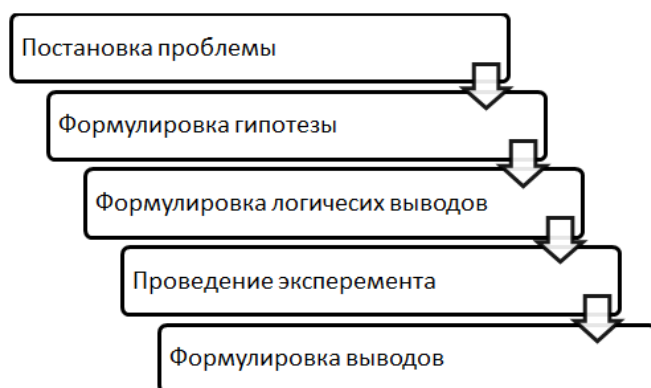 Постановка проблемы
Формулировка гипотезы
Формулировка логичесих выводов
Проведение эксперемента
Формулировка выводов